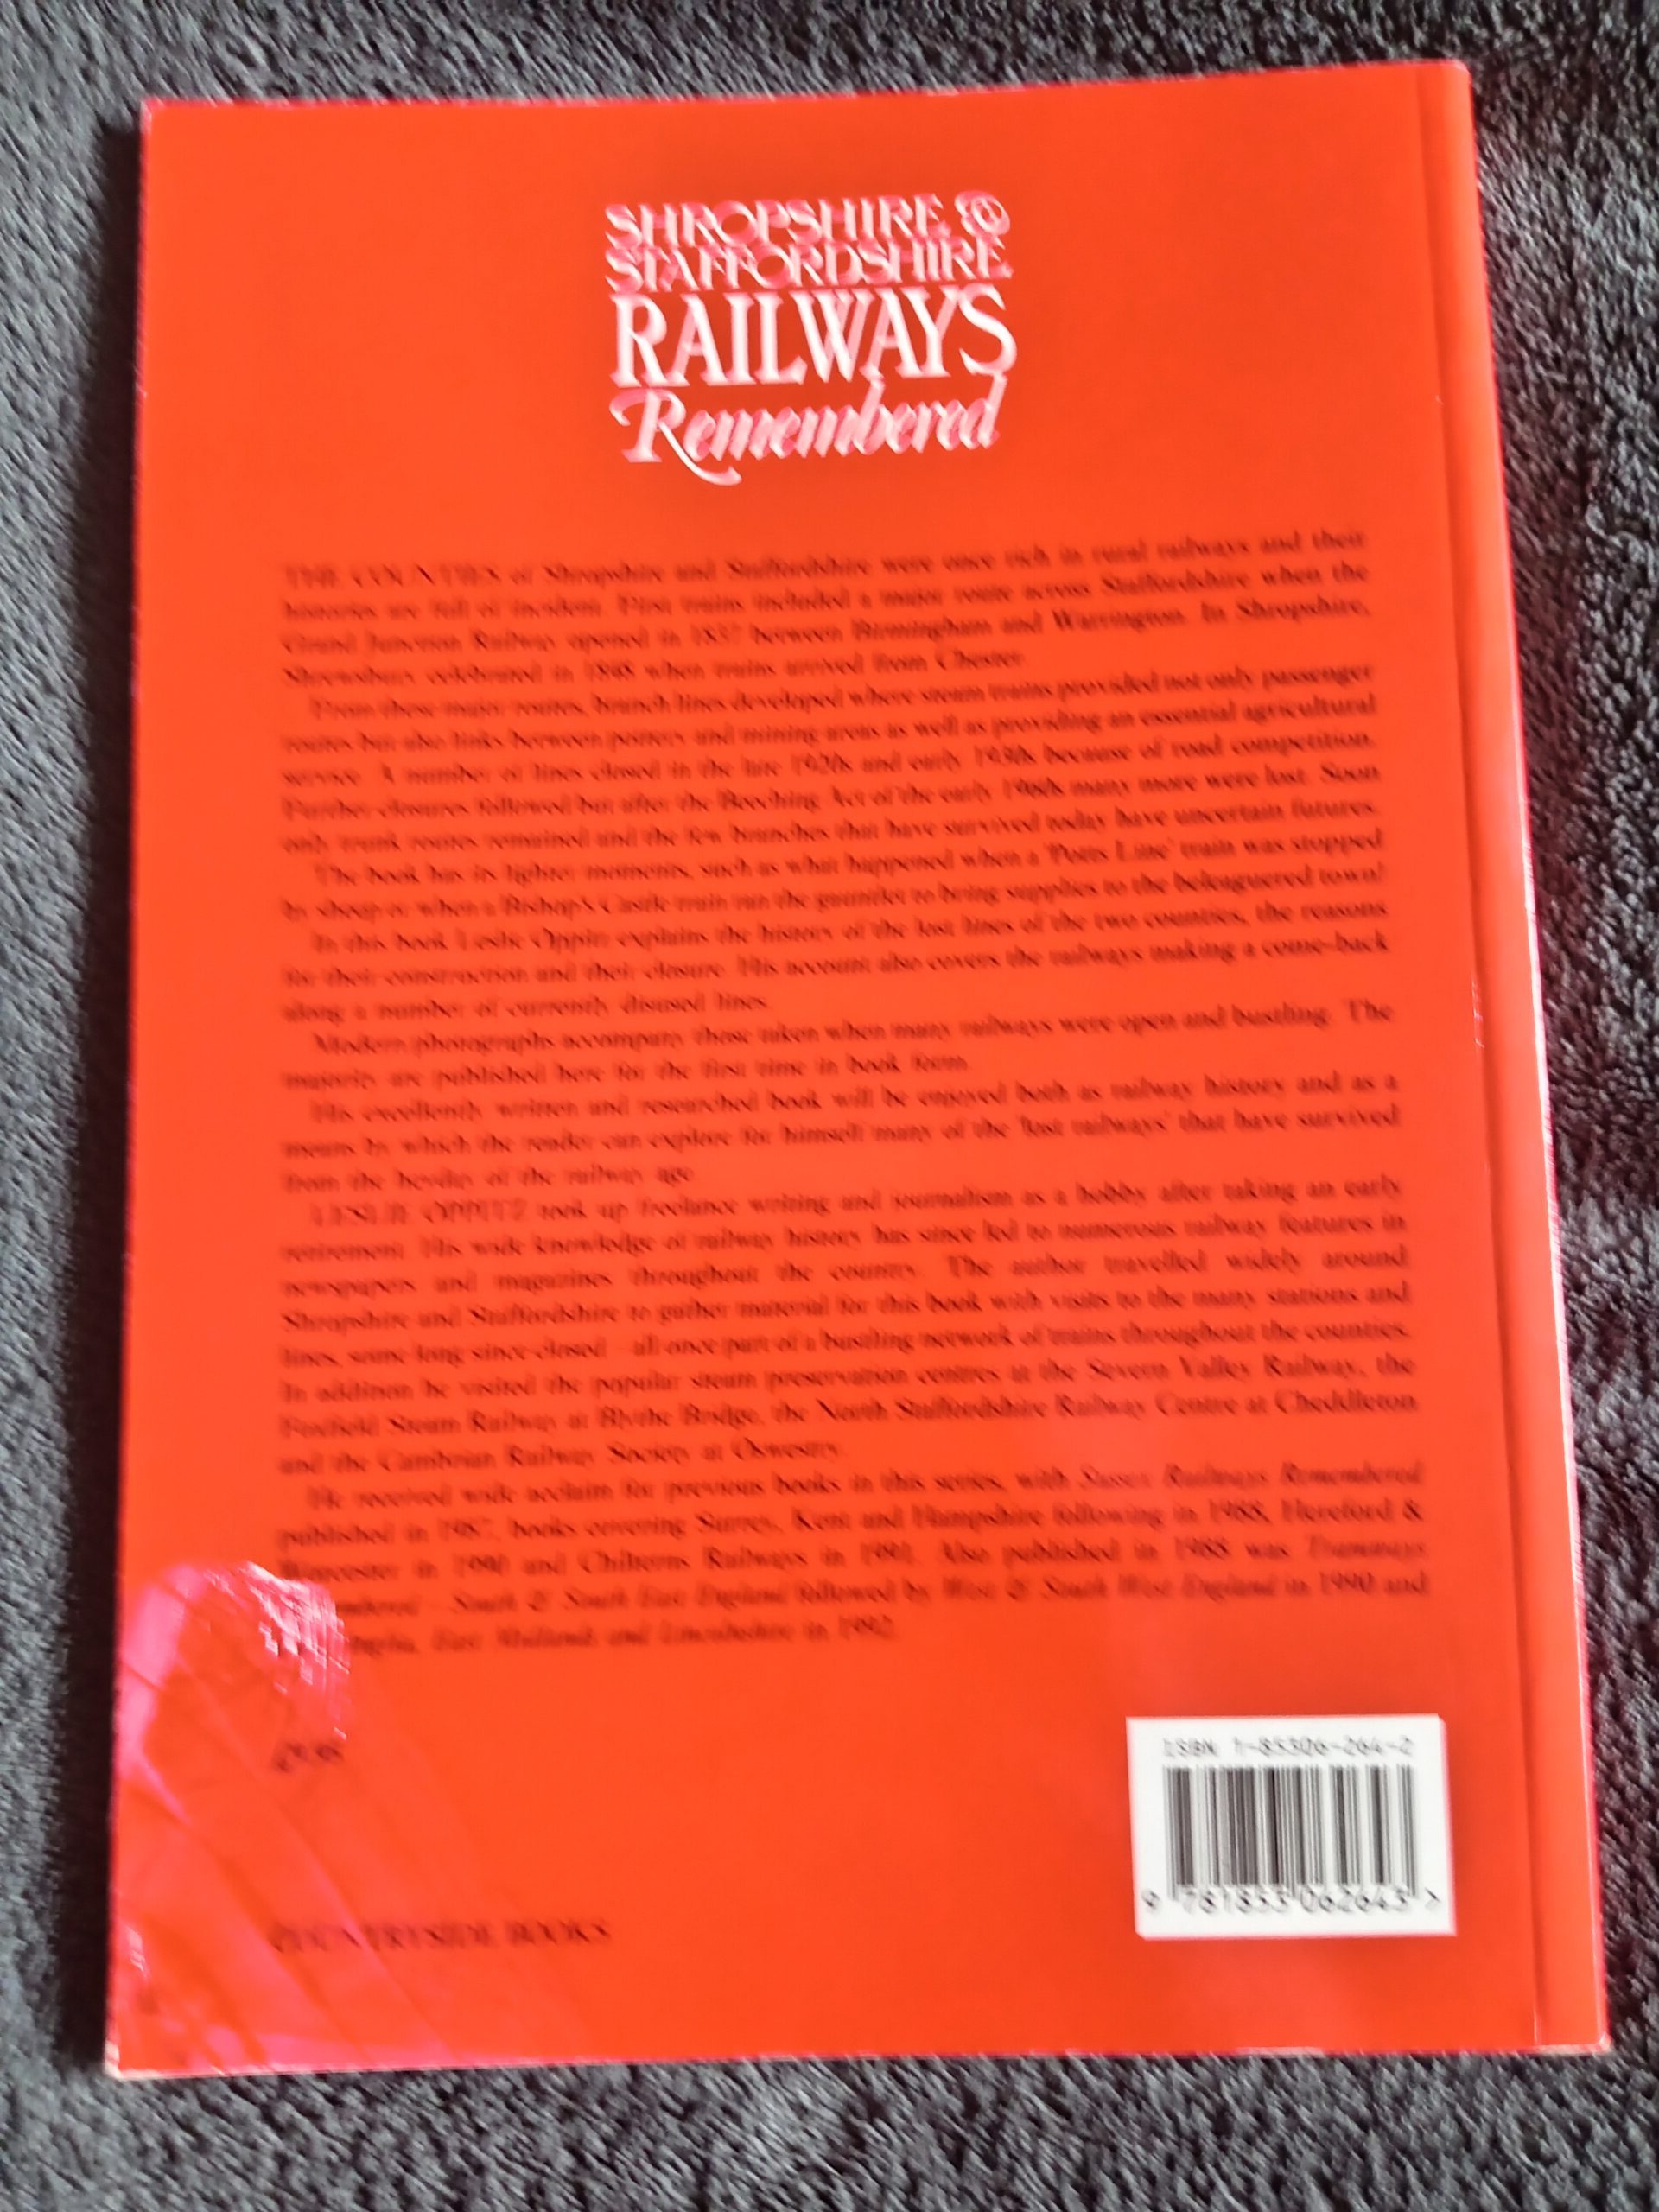 SHROPSHIRE &
STAFFORDSHIRE
RAILWAYS
Remembered
THE COUNTIES of Shropshire and Staffordshire were once rich in rural railways and their
histories are full of incident. First trains included a major route across Staffordshire when the
Grand Junction Railway opened in 1837 between Birmingham and Warrington. In Shropshire,
Shrewsbury celebrated in 1848 when trains arrived from Chester.
From these major routes, branch lines developed where steam trains provided not only passenger
routes but also links between pottery and mining areas as well as providing an essential agricultural
service. A number of lines closed in the late 1920s and early 1930s because of road competition.
Further closures followed but after the Beeching Act of the early 1960s many more were lost. Soon
only trunk routes remained and the few branches that have survived today have uncertain futures.
The book has its lighter moments, such as what happened when a 'Potts Line' train was stopped
by sheep or when a Bishop's Castle train ran the gauntlet to bring supplies to the beleaguered town!
In this book Leslie Oppitz explains the history of the lost lines of the two counties, the reasons
for their construction and their closure. His account also covers the railways making a come-back
along a number of currently disused lines.
Modern photographs accompany those taken when many railways were open and bustling. The
majority are published here for the first time in book form.
His excellently written and researched book will be enjoyed both as railway history and as a
means by which the reader can explore for himself many of the 'lost railways' that have survived
from the heyday of the railway age.
LESLIE OPPITZ took up freelance writing and journalism as a hobby after taking an early
retirement. His wide knowledge of railway history has since led to numerous railway features in
newspapers and magazines throughout the country. The author travelled widely around
Shropshire and Staffordshire to gather material for this book with visits to the many stations and
lines, some long-since-closed – all once part of a bustling network of trains throughout the counties.
In addition he visited the popular steam preservation centres at the Severn Valley Railway, the
Foxfield Steam Railway at Blythe Bridge, the North Staffordshire Railway Centre at Cheddleton
and the Cambrian Railway Society at Oswestry.
He received wide acclaim for previous books in this series, with Sussex Railways Remembered
published in 1987, books covering Surrey, Kent and Hampshire following in 1988, Hereford &
Worcester in 1990 and Chilterns Railways in 1991. Also published in 1988 was Tramways
South & South East England followed by West & South West England in 1990 and
East Midlands and Lincolnshire in 1992.
COUNTRYSIDE BOOKS
ISBN 1-85306-264-2
9 781853 062643 >